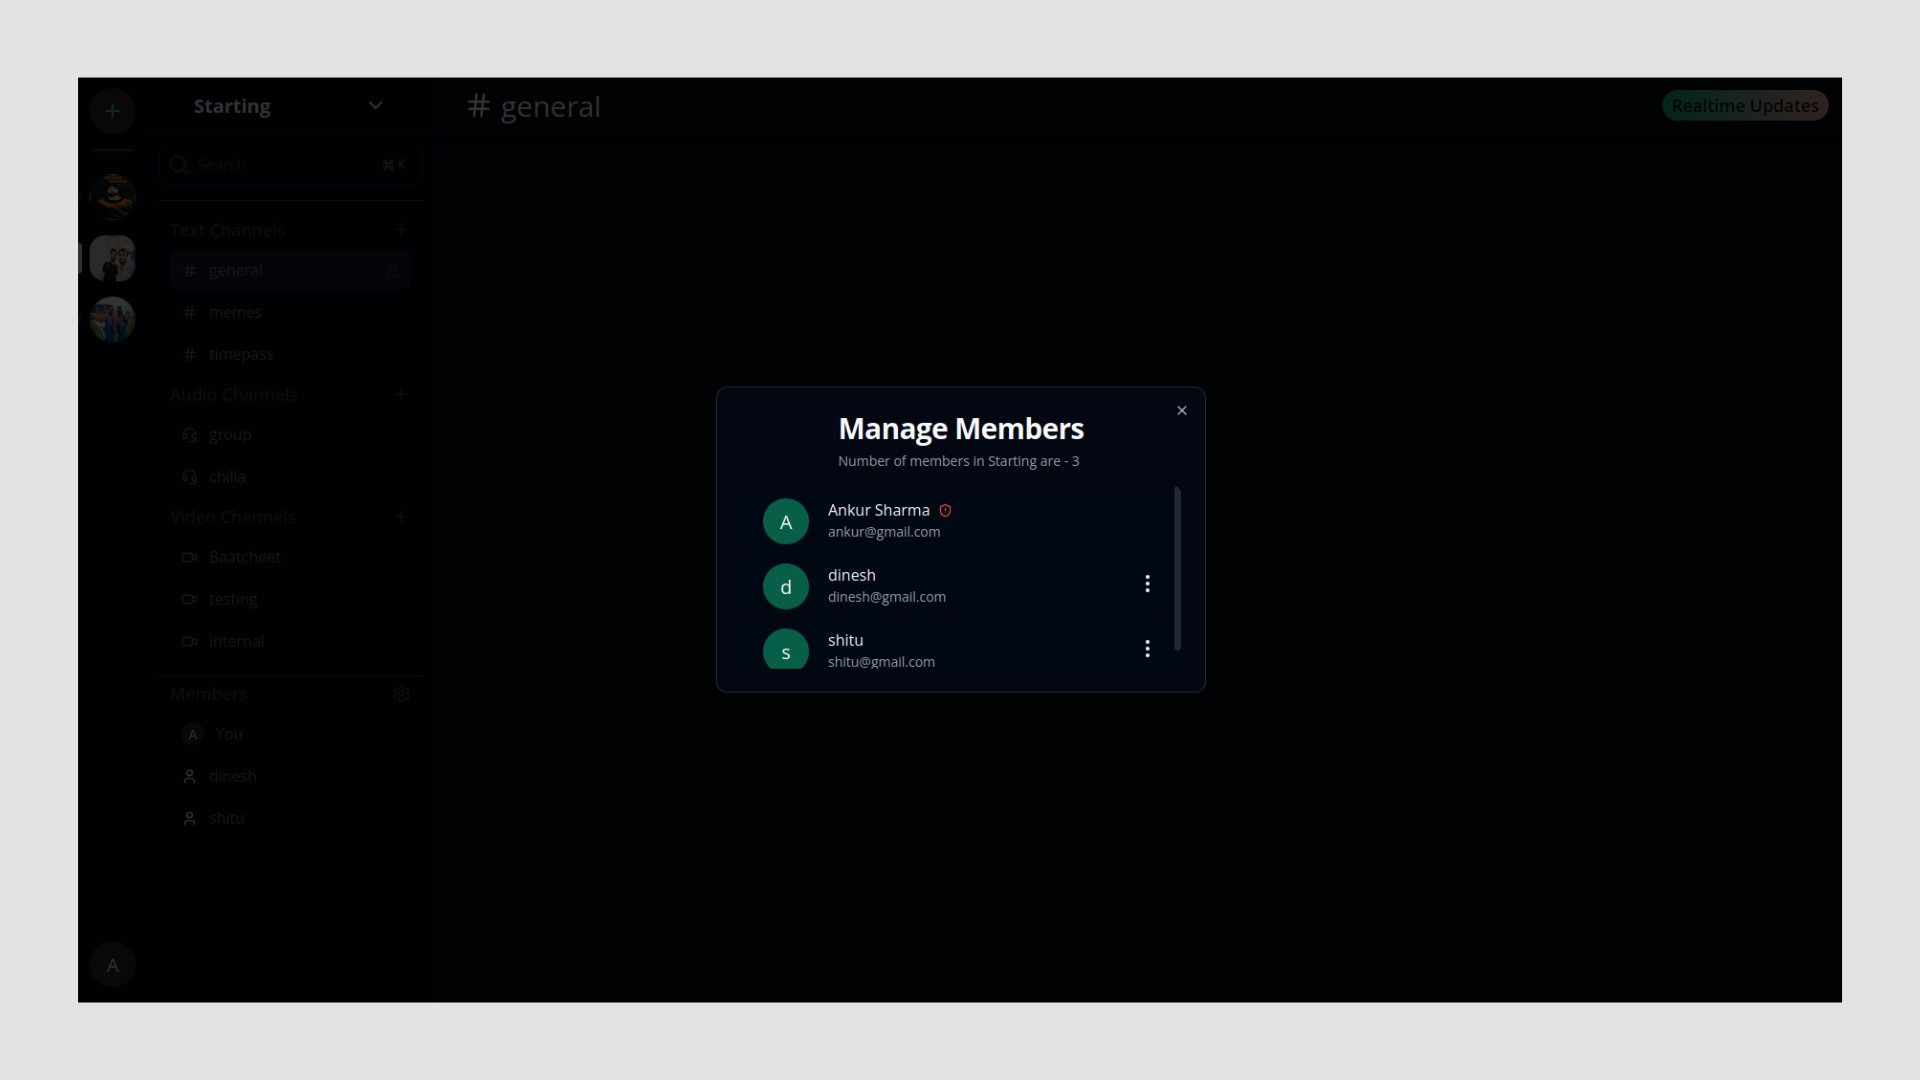 Starting
# general
Realtime Updates
Search
⌘ K
Text Channels
# general
# memes
# timepass
Audio Channels
group
chilla
Video Channels
Baatcheet
testing
internal
Members
A You
dinesh
shitu
A
Manage Members
Number of members in Starting are - 3
A
Ankur Sharma
ankur@gmail.com
d
dinesh
dinesh@gmail.com
s
shitu
shitu@gmail.com